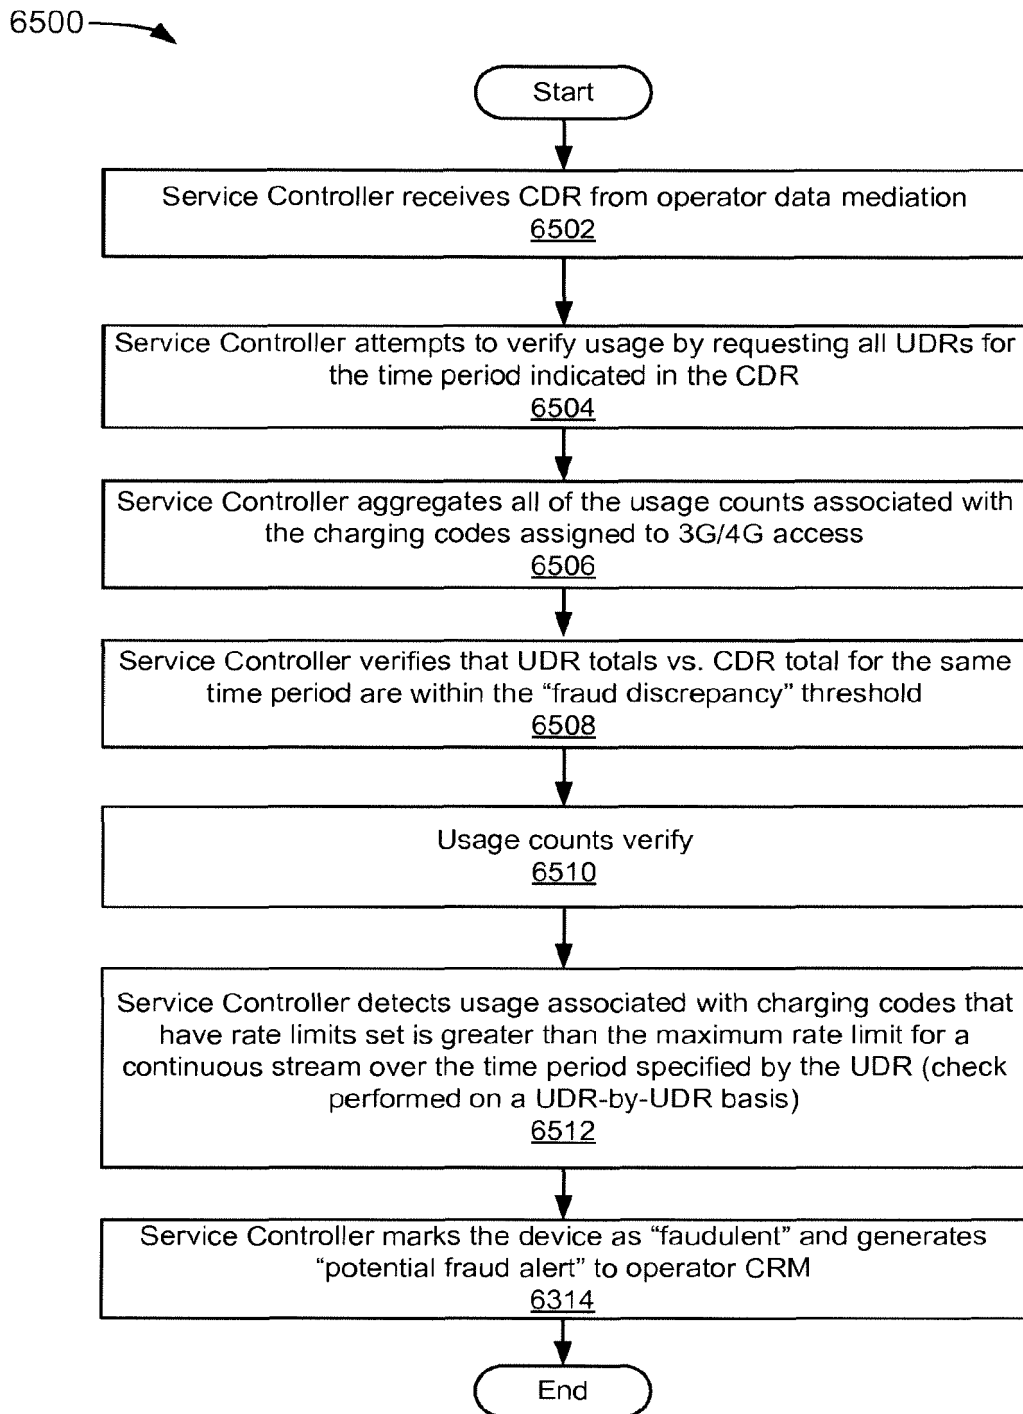 6500
Start
Service Controller receives CDR from operator data mediation
6502
Service Controller attempts to verify usage by requesting all UDRs for
the time period indicated in the CDR
6504
Service Controller aggregates all of the usage counts associated with
the charging codes assigned to 3G/4G access
6506
Service Controller verifies that UDR totals vs. CDR total for the same
time period are within the “fraud discrepancy” threshold
6508
Usage counts verify
6510
Service Controller detects usage associated with charging codes that
have rate limits set is greater than the maximum rate limit for a
continuous stream over the time period specified by the UDR (check
performed on a UDR-by-UDR basis)
6512
Service Controller marks the device as “faudulent” and generates
“potential fraud alert” to operator CRM
6314
End